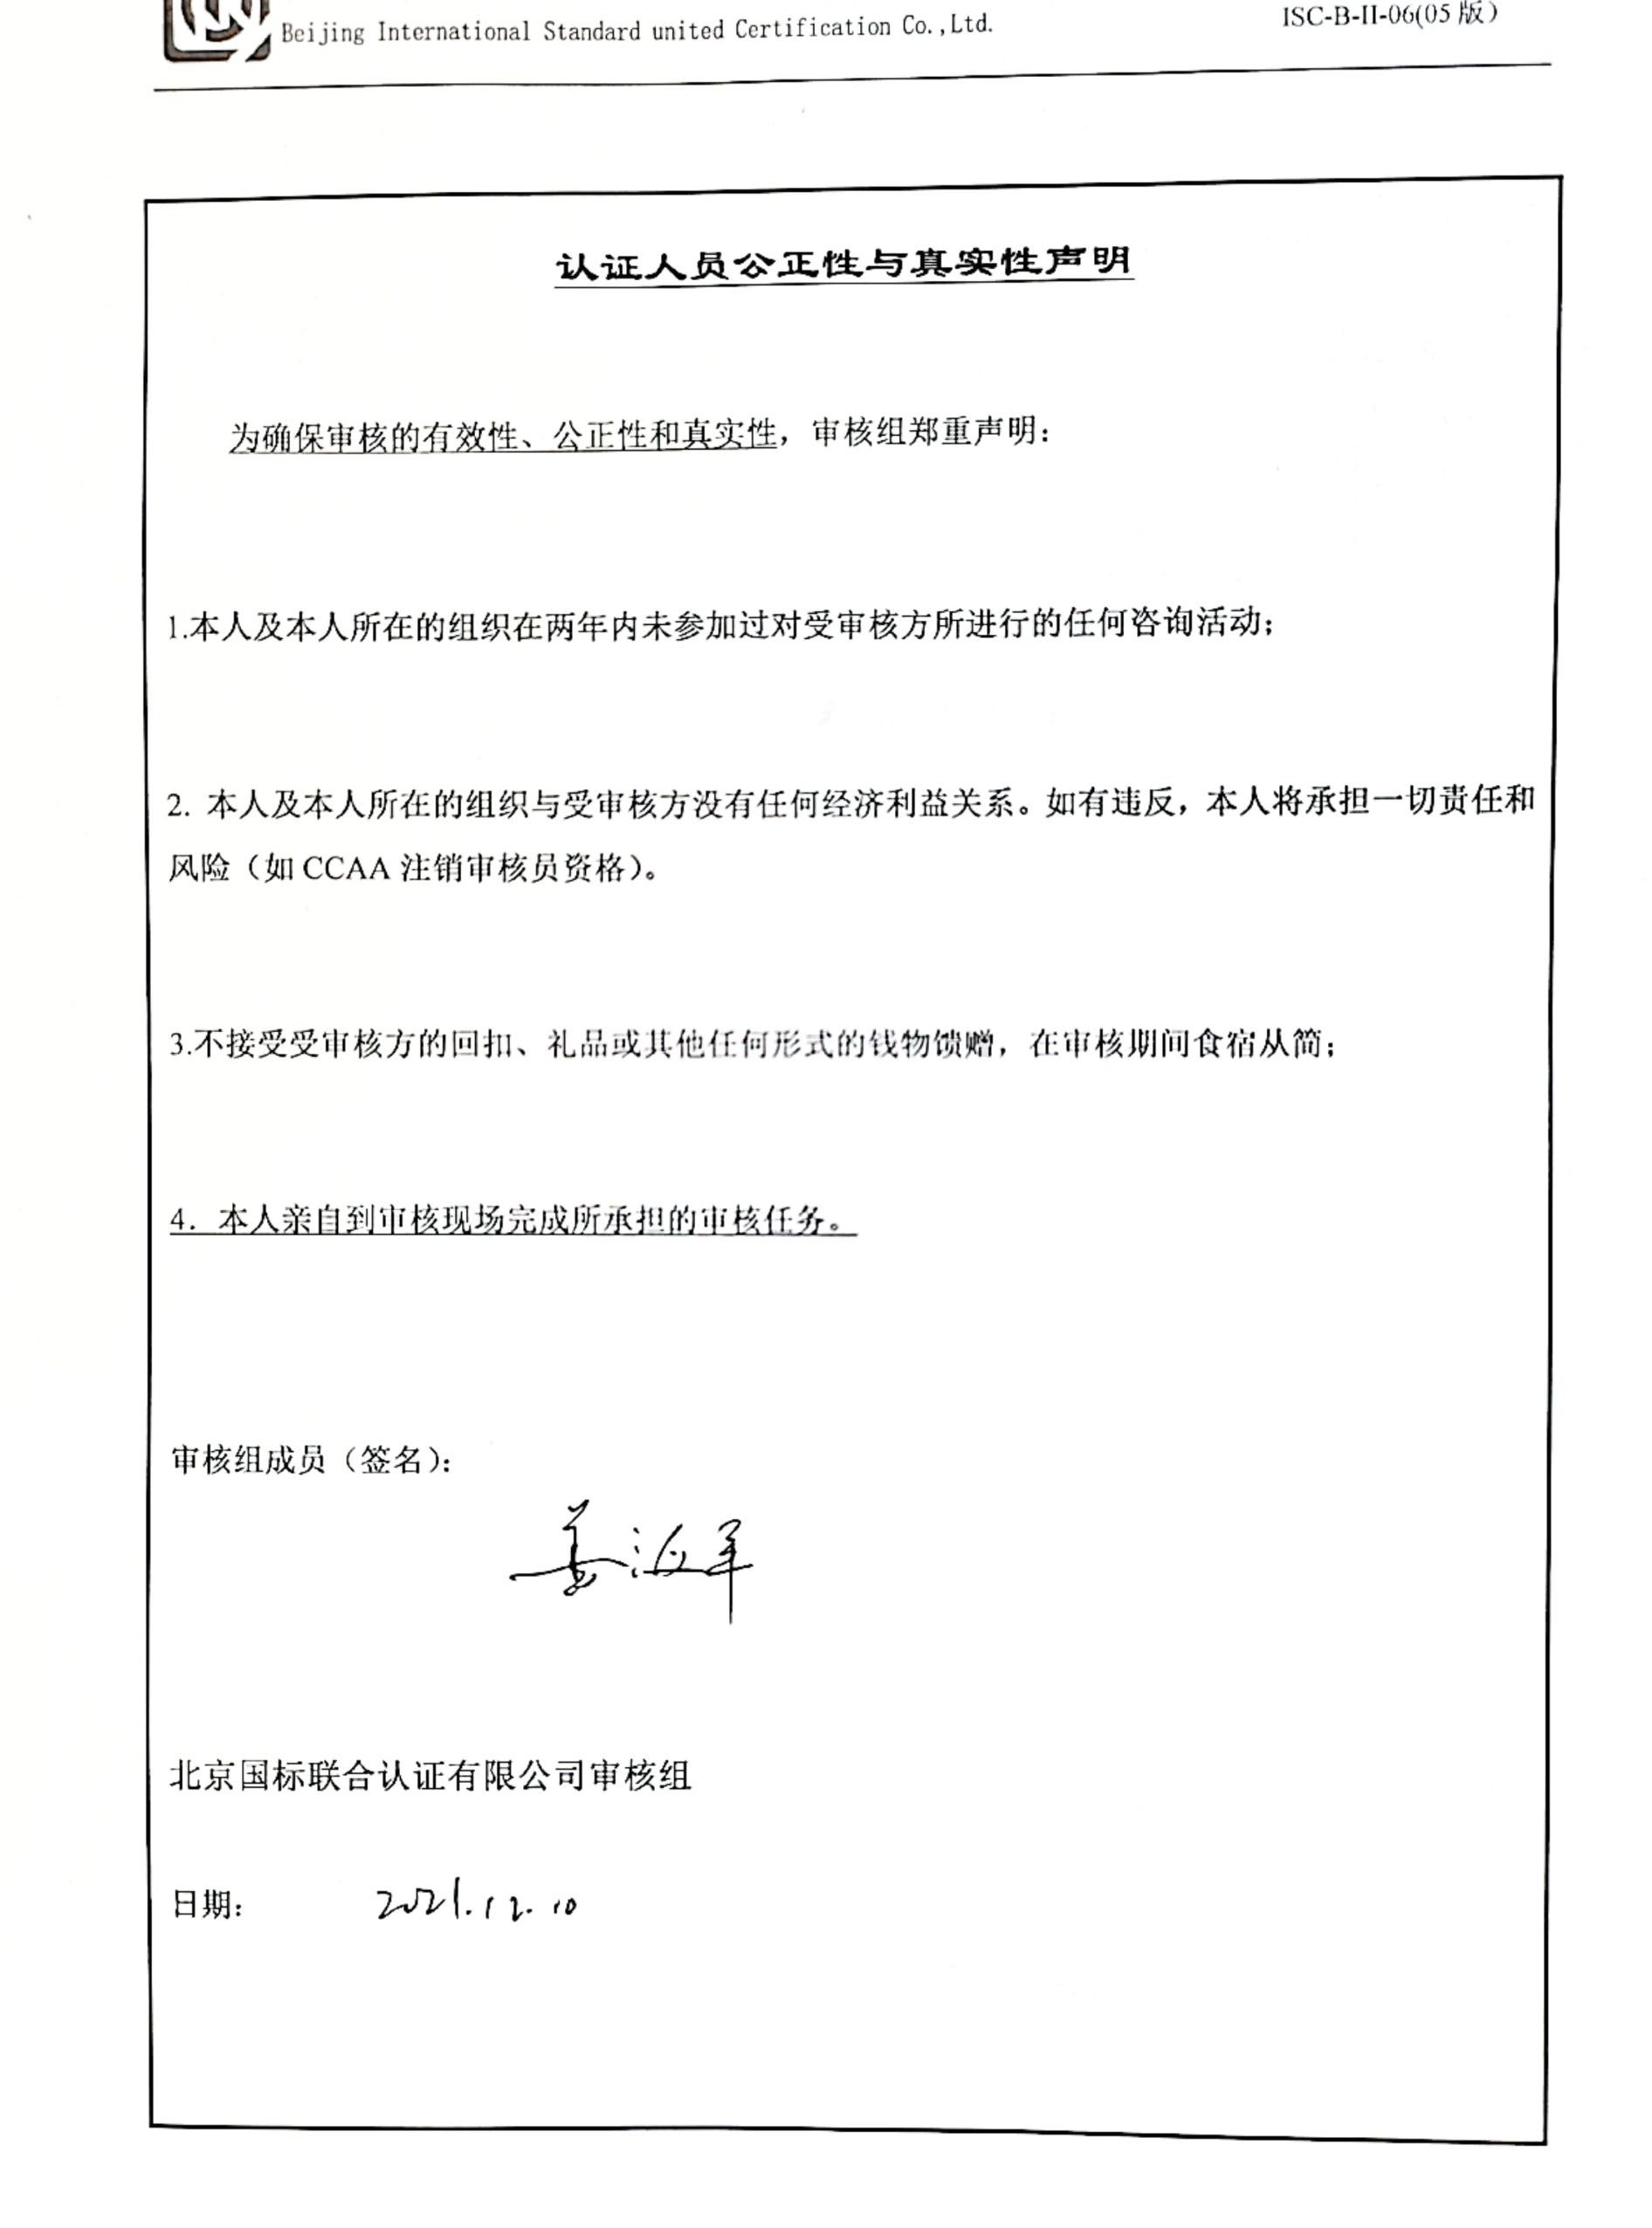 Beijing International Standard united Certification Co.,Ltd.
ISC-B-II-06(05 版)
认证人员公正性与真实性声明
为确保审核的有效性、公正性和真实性，审核组郑重声明：
1.本人及本人所在的组织在两年内未参加过对受审核方所进行的任何咨询活动；
2. 本人及本人所在的组织与受审核方没有任何经济利益关系。如有违反，本人将承担一切责任和
风险（如 CCAA 注销审核员资格）。
3.不接受受审核方的回扣、礼品或其他任何形式的钱物馈赠，在审核期间食宿从简；
4. 本人亲自到审核现场完成所承担的审核任务。
审核组成员（签名）：
北京国标联合认证有限公司审核组
日期： 2021.12.10